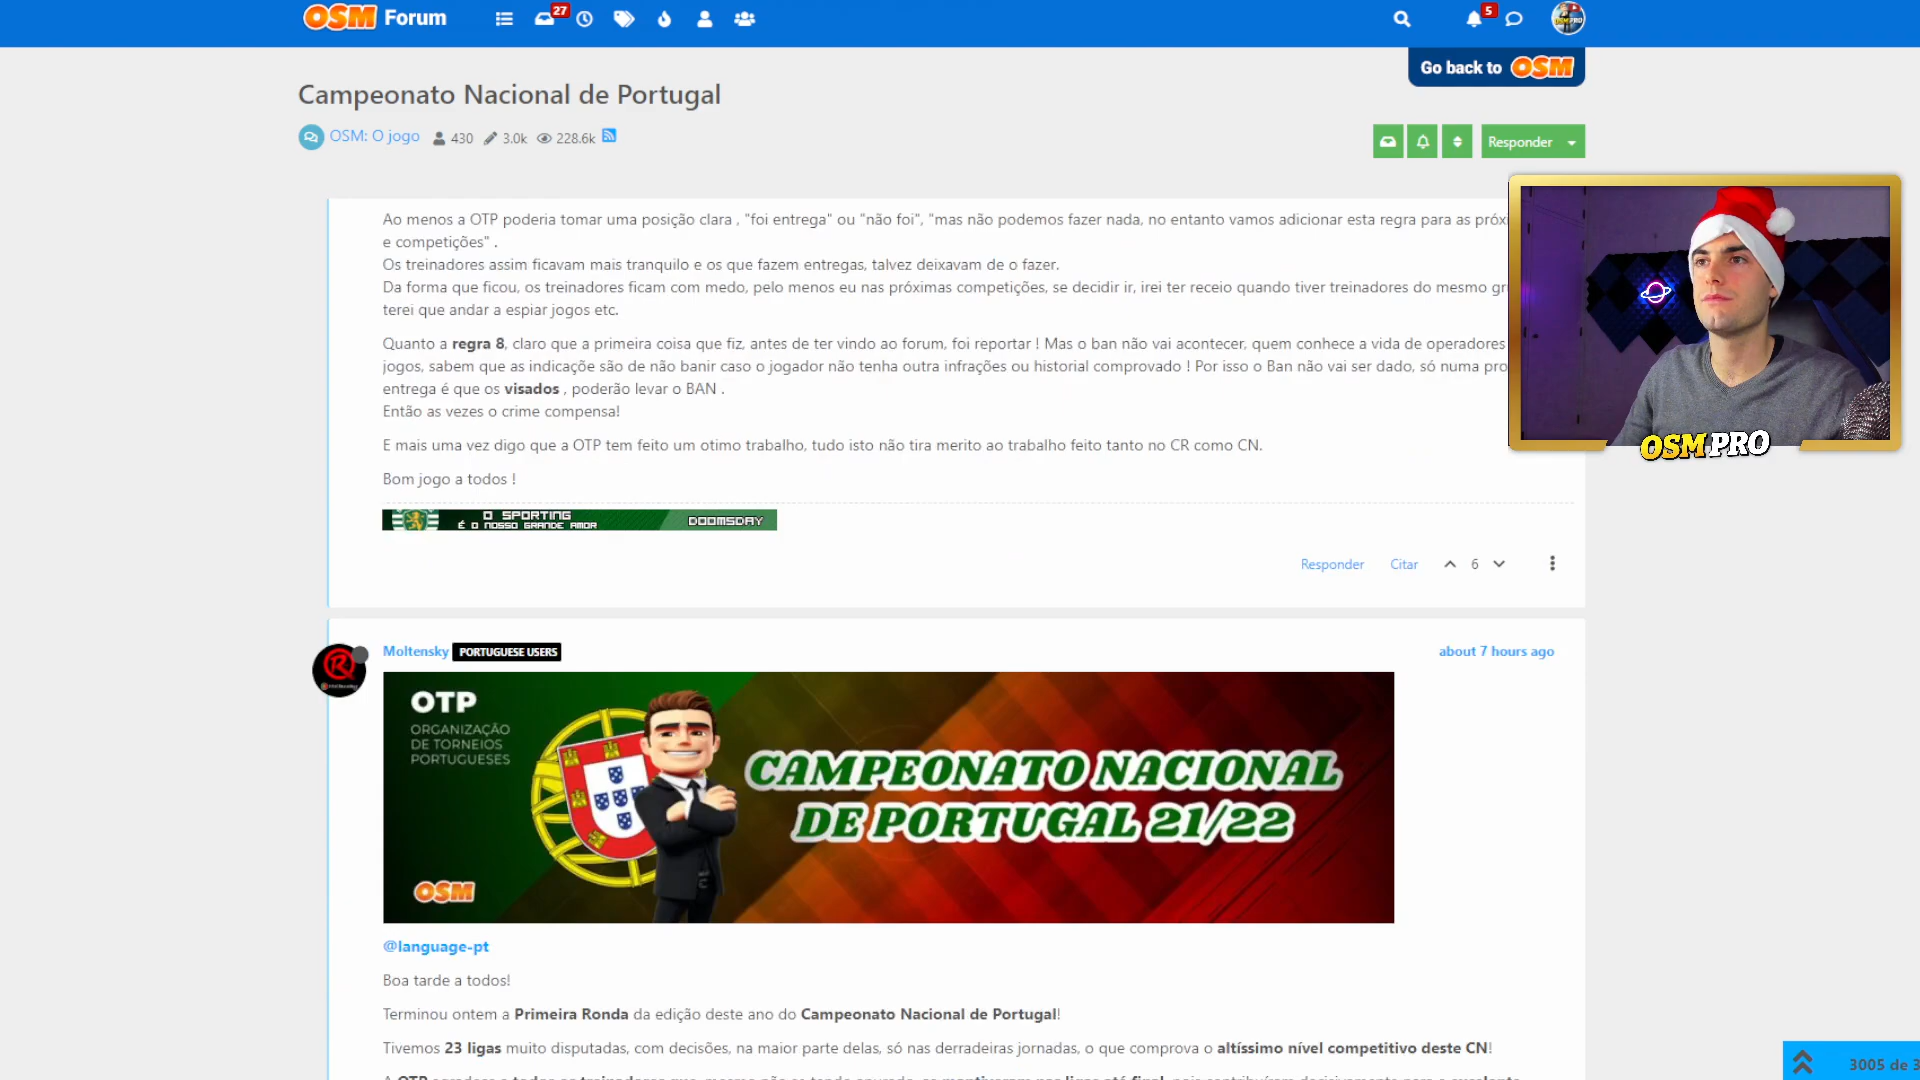 OSM Forum
27
5
Go back to OSM
Campeonato Nacional de Portugal
OSM: O jogo 430 3.0k 228.6k
Responder
Ao menos a OTP poderia tomar uma posição clara , "foi entrega" ou "não foi", "mas não podemos fazer nada, no entanto vamos adicionar esta regra para as
e competições" .
Os treinadores assim ficavam mais tranquilo e os que fazem entregas, talvez deixavam de o fazer.
Da forma que ficou, os treinadores ficam com medo, pelo menos eu nas próximas competições, se decidir ir, irei ter receio quando tiver treinadores do mesmo
terei que andar a espiar jogos etc.
Quanto a regra 8, claro que a primeira coisa que fiz, antes de ter vindo ao forum, foi reportar ! Mas o ban não vai acontecer, quem conhece a vida de operadores
jogos, sabem que as indicaçõe são de não banir caso o jogador não tenha outra infrações ou historial comprovado ! Por isso o Ban não vai ser dado, só numa
entrega é que os visados , poderão levar o BAN .
Então as vezes o crime compensa!
E mais uma vez digo que a OTP tem feito um otimo trabalho, tudo isto não tira merito ao trabalho feito tanto no CR como CN.
Bom jogo a todos !
O SPORTING
É O NOSSO GRANDE AMOR
DOOMSDAY
Responder Citar 6
OSM PRO
Moltensky PORTUGUESE USERS
about 7 hours ago
OTP
ORGANIZAÇÃO
DE TORNEIOS
PORTUGUESES
CAMPEONATO NACIONAL
DE PORTUGAL 21/22
OSM
@language-pt
Boa tarde a todos!
Terminou ontem a Primeira Ronda da edição deste ano do Campeonato Nacional de Portugal!
Tivemos 23 ligas muito disputadas, com decisões, na maior parte delas, só nas derradeiras jornadas, o que comprova o altíssimo nível competitivo deste CN!
3005 de